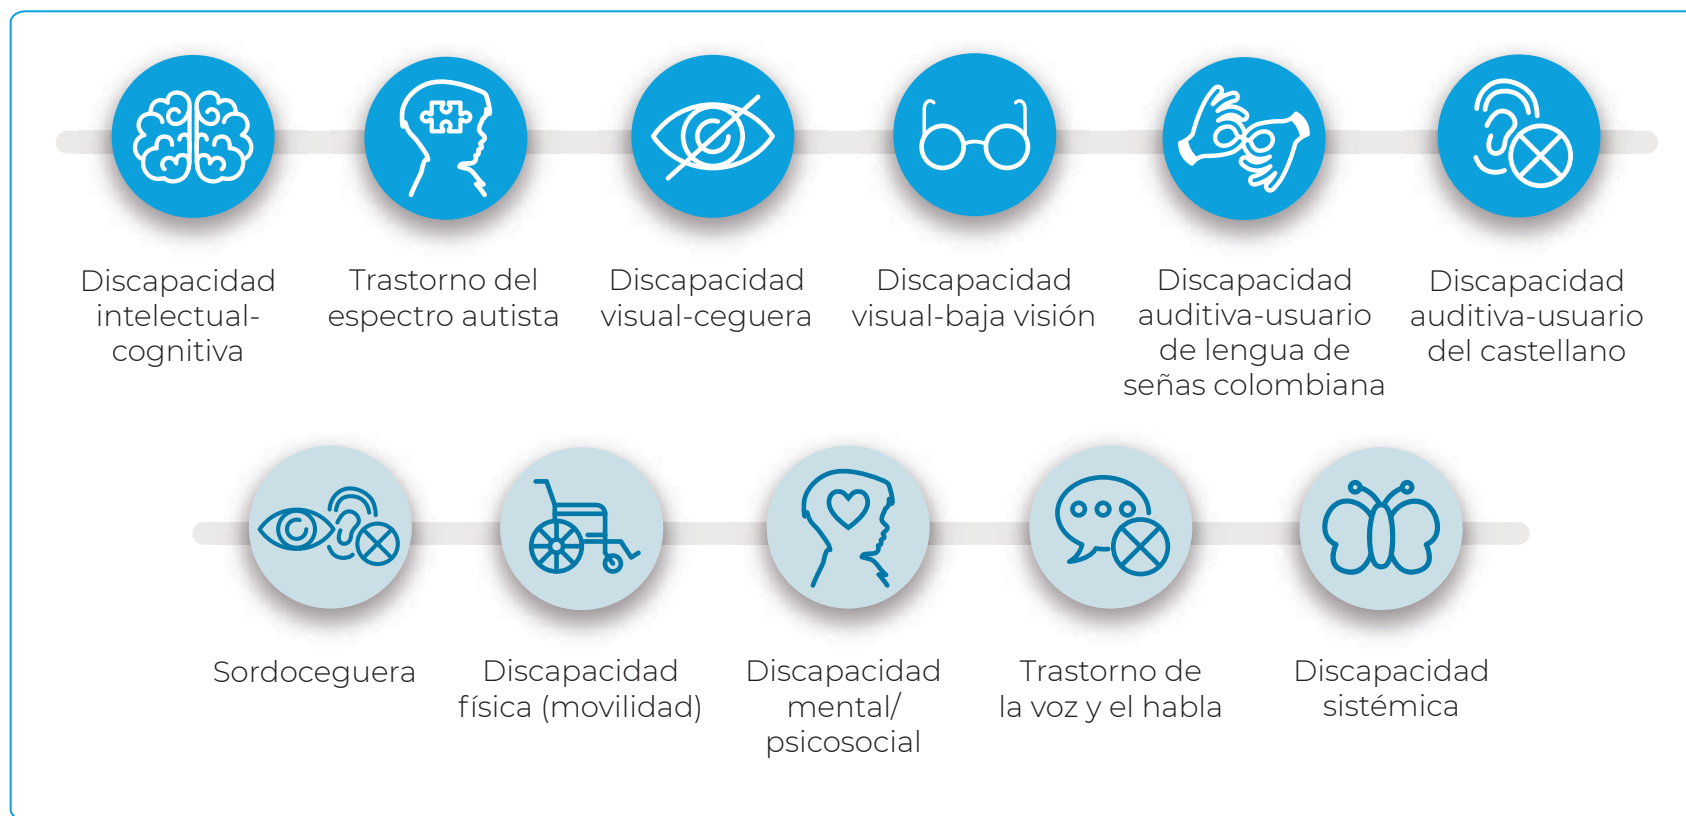 Discapacidad
intelectual-
cognitiva
Trastorno del
espectro autista
Discapacidad
visual-ceguera
Discapacidad
visual-baja visión
Discapacidad
auditiva-usuario
de lengua de
señas colombiana
Discapacidad
auditiva-usuario
del castellano
Sordoceguera
Discapacidad
física (movilidad)
Discapacidad
mental/
psicosocial
Trastorno de
la voz y el habla
Discapacidad
sistémica